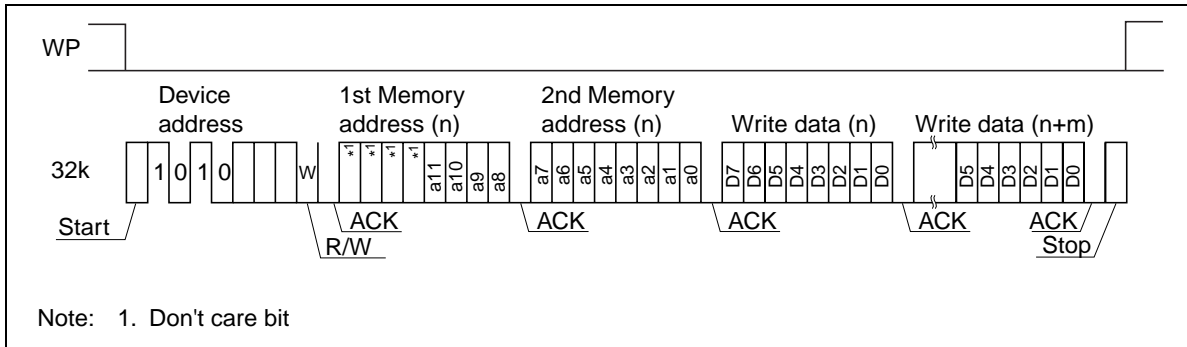 WP
Device
address
1st Memory
address (n)
2nd Memory
address (n)
Write data (n)
Write data (n+m)
32k
1 0 1 0
W
*1 *1 *1 *1 a11 a10 a9 a8
a7 a6 a5 a4 a3 a2 a1 a0
D7 D6 D5 D4 D3 D2 D1 D0
D5 D4 D3 D2 D1 D0
Start
ACK
ACK
ACK
ACK
ACK
R/W
Stop
Note: 1. Don't care bit